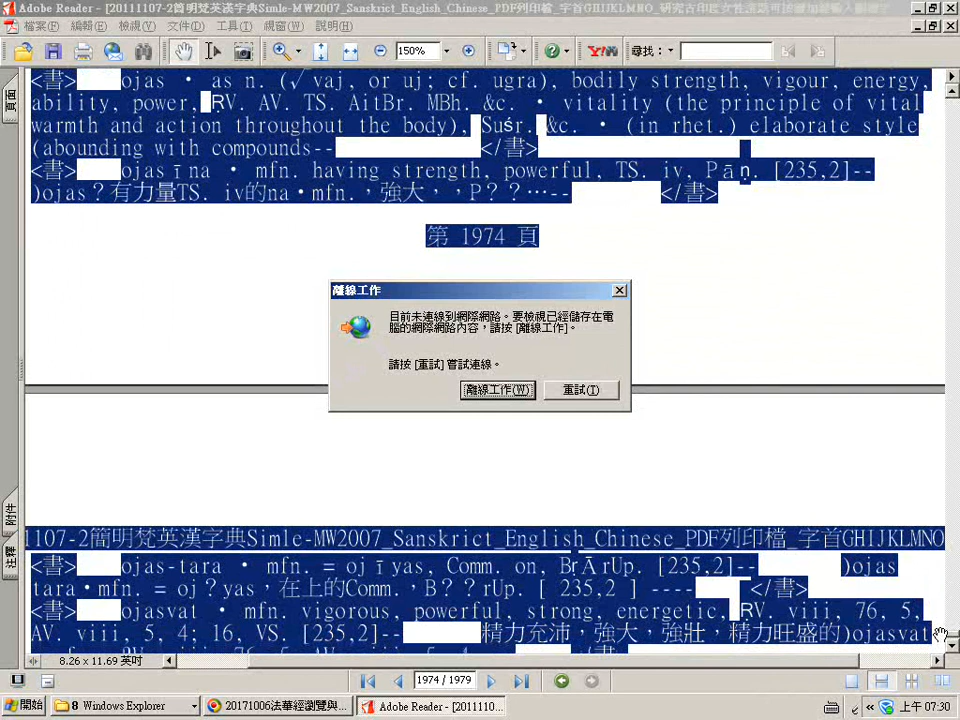 Adobe Reader - [20111107-2簡明梵英漢字典Simle-MW2007_Sanskrict_English_Chinese_PDF列印檔_字首GHIJKLMNO_研究古印度女性
檔案(F) 編輯(E) 檢視(V) 文件(D) 工具(T) 視窗(W) 說明(H)
150% Y! 尋找：
頁面
<書> ojas • as n. (√vaj, or uj; cf. ugra), bodily strength, vigour, energy,
ability, power, ṚV. AV. TS. AitBr. MBh. &c. • vitality (the principle of vital
warmth and action throughout the body), Suśr. &c. • (in rhet.) elaborate style
(abounding with compounds-- </書>
<書> ojasīna • mfn. having strength, powerful, TS. iv, Pāṇ. [235,2]--
)ojas？有力量TS. iv的na•mfn.，強大，，P？？…-- </書>
第 1974 頁
離線工作
目前未連線到網際網路。要檢視已經儲存在電
腦的網際網路內容，請按 [離線工作]。
請按 [重試] 嘗試連線。
離線工作(W) 重試(T)
附件
注釋
1107-2簡明梵英漢字典Simle-MW2007_Sanskrict_English_Chinese_PDF列印檔_字首GHIJKLMNO
<書> ojas-tara • mfn. = ojīyas, Comm. on, BrĀrUp. [235,2]-- )ojas
tara•mfn. = oj？yas，在上的Comm.，B？？rUp. [ 235,2 ] ---- </書>
<書> ojasvat • mfn. vigorous, powerful, strong, energetic, ṚV. viii, 76, 5,
AV. viii, 5, 4; 16, VS. [235,2]-- 精力充沛，強大，強壯，精力旺盛的)ojasvat
8.26 x 11.69 英吋
1974 / 1979
開始 8 Windows Explorer 20171006法華經瀏覽與... Adobe Reader - [2011110... 上午 07:30